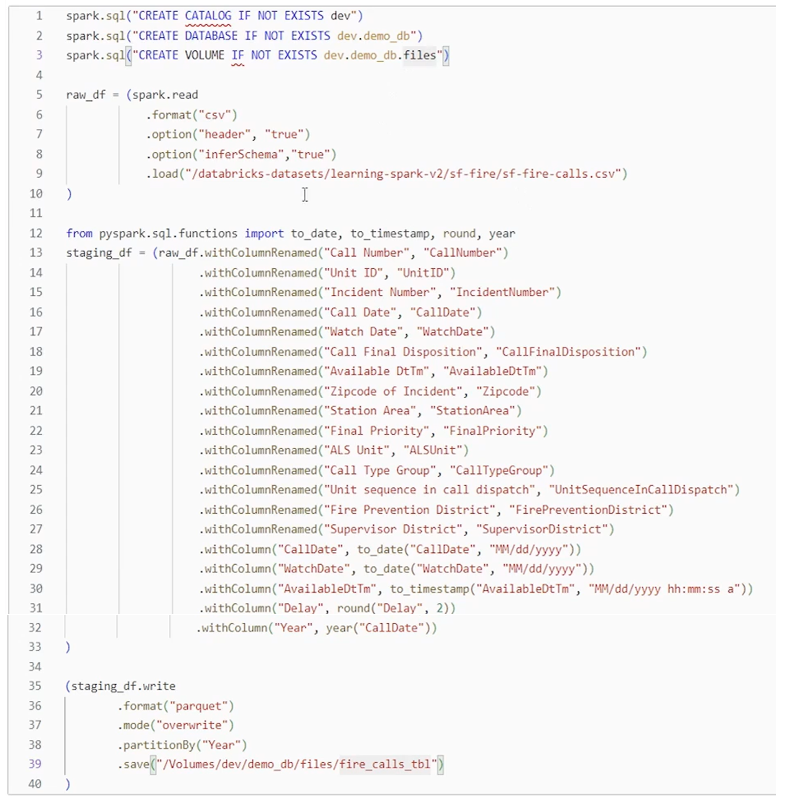 1 spark.sql("CREATE CATALOG IF NOT EXISTS dev")
2 spark.sql("CREATE DATABASE IF NOT EXISTS dev.demo_db")
3 spark.sql("CREATE VOLUME IF NOT EXISTS dev.demo_db.files")
4
5 raw_df = (spark.read
6 .format("csv")
7 .option("header", "true")
8 .option("inferSchema","true")
9 .load("/databricks-datasets/learning-spark-v2/sf-fire/sf-fire-calls.csv")
10 )
11
12 from pyspark.sql.functions import to_date, to_timestamp, round, year
13 staging_df = (raw_df.withColumnRenamed("Call Number", "CallNumber")
14 .withColumnRenamed("Unit ID", "UnitID")
15 .withColumnRenamed("Incident Number", "IncidentNumber")
16 .withColumnRenamed("Call Date", "CallDate")
17 .withColumnRenamed("Watch Date", "WatchDate")
18 .withColumnRenamed("Call Final Disposition", "CallFinalDisposition")
19 .withColumnRenamed("Available DtTm", "AvailableDtTm")
20 .withColumnRenamed("Zipcode of Incident", "Zipcode")
21 .withColumnRenamed("Station Area", "StationArea")
22 .withColumnRenamed("Final Priority", "FinalPriority")
23 .withColumnRenamed("ALS Unit", "ALSUnit")
24 .withColumnRenamed("Call Type Group", "CallTypeGroup")
25 .withColumnRenamed("Unit sequence in call dispatch", "UnitSequenceInCallDispatch")
26 .withColumnRenamed("Fire Prevention District", "FirePreventionDistrict")
27 .withColumnRenamed("Supervisor District", "SupervisorDistrict")
28 .withColumn("CallDate", to_date("CallDate", "MM/dd/yyyy"))
29 .withColumn("WatchDate", to_date("WatchDate", "MM/dd/yyyy"))
30 .withColumn("AvailableDtTm", to_timestamp("AvailableDtTm", "MM/dd/yyyy hh:mm:ss a"))
31 .withColumn("Delay", round("Delay", 2))
32 .withColumn("Year", year("CallDate"))
33 )
34
35 (staging_df.write
36 .format("parquet")
37 .mode("overwrite")
38 .partitionBy("Year")
39 .save("/Volumes/dev/demo_db/files/fire_calls_tbl")
40 )